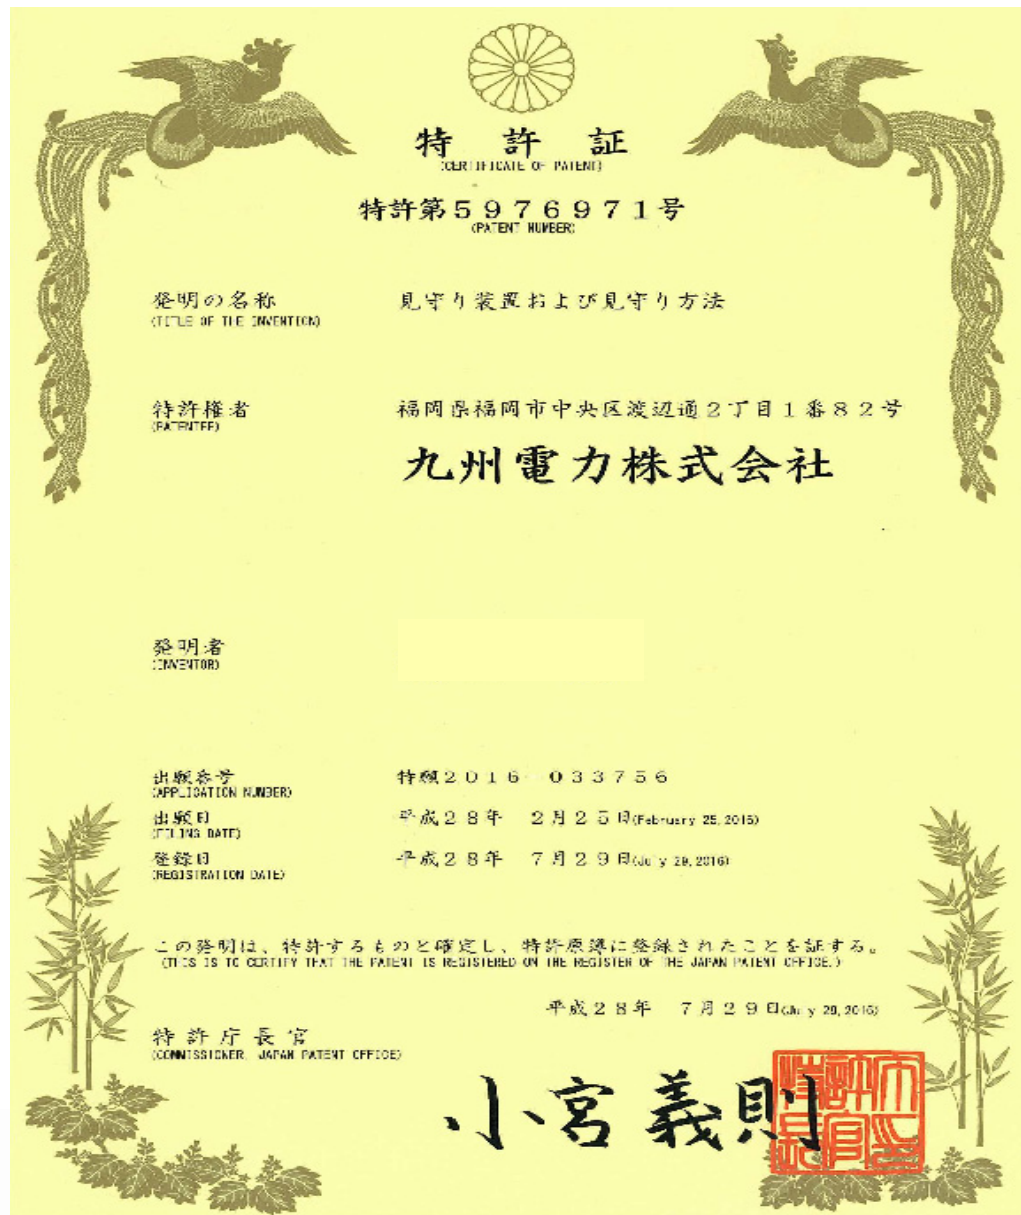 特許証
(CERTIFICATE OF PATENT)
特許第5976971号
(PATENT NUMBER)
発明の名称 見守り装置および見守り方法
(TITLE OF THE INVENTION)
特許権者 福岡県福岡市中央区渡辺通2丁目1番82号
(PATENTEE)
九州電力株式会社
発明者
(INVENTOR)
出願番号 特願2016-033756
(APPLICATION NUMBER)
出願日 平成28年 2月25日(February 25, 2016)
(FILING DATE)
登録日 平成28年 7月29日(July 29, 2016)
(REGISTRATION DATE)
この発明は、特許するものと確定し、特許原簿に登録されたことを証する。
(THIS IS TO CERTIFY THAT THE PATENT IS REGISTERED ON THE REGISTER OF THE JAPAN PATENT OFFICE.)
平成28年 7月29日(July 29, 2016)
特許庁長官
(COMMISSIONER, JAPAN PATENT OFFICE)
小宮義則